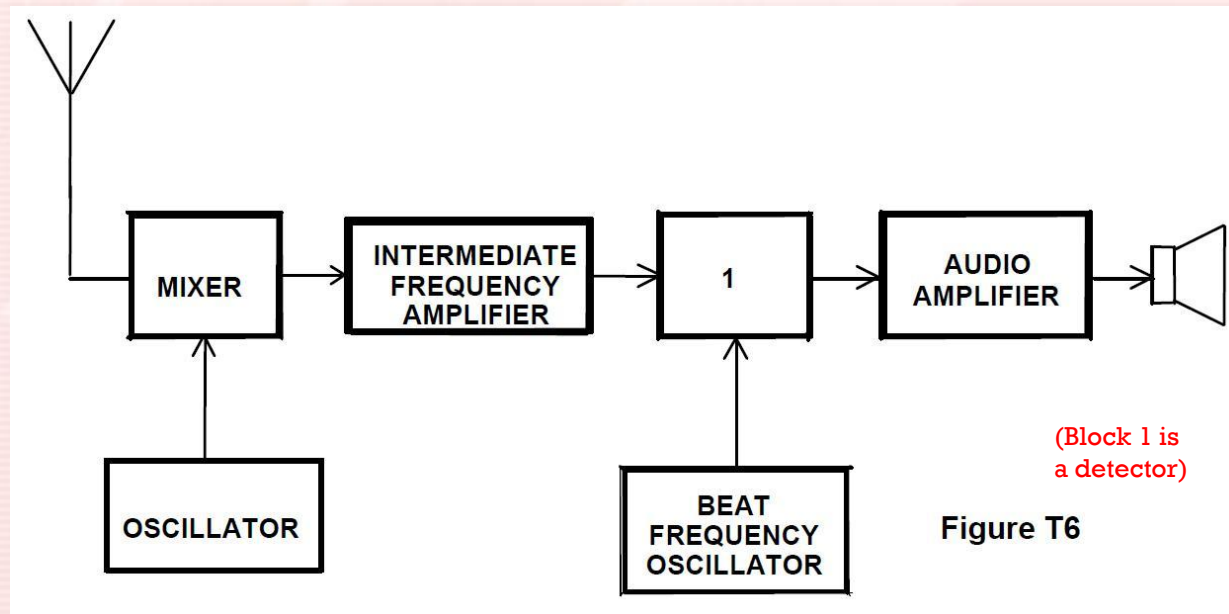 MIXER
INTERMEDIATE
FREQUENCY
AMPLIFIER
1
AUDIO
AMPLIFIER
OSCILLATOR
BEAT
FREQUENCY
OSCILLATOR
(Block 1 is
a detector)
Figure T6